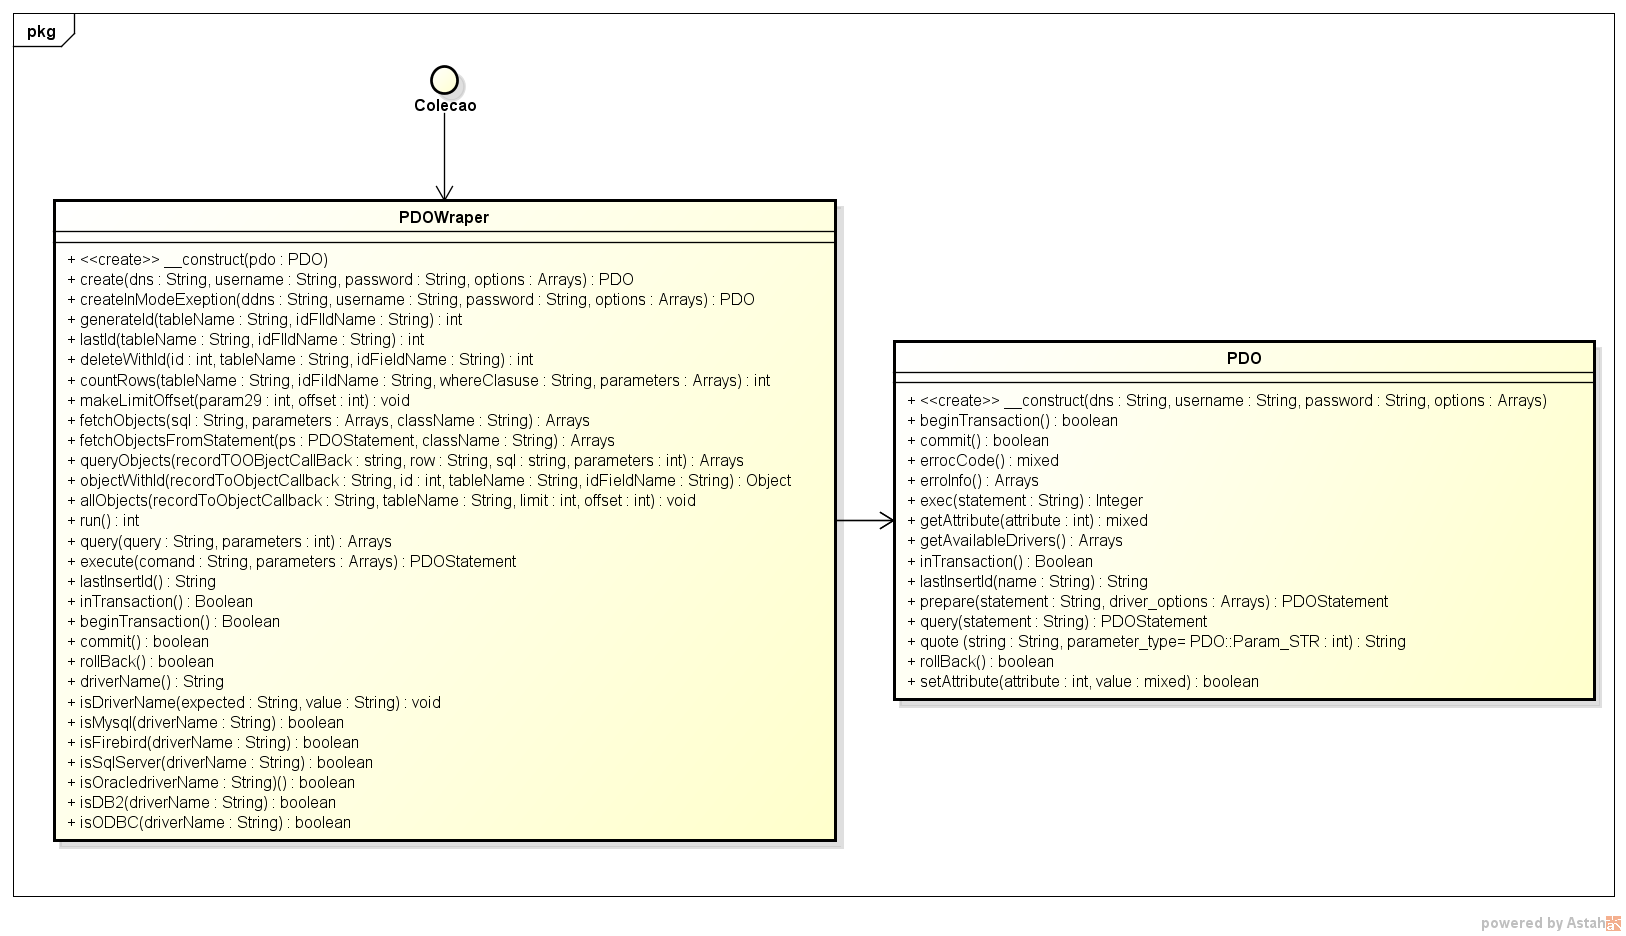 pkg
Colecao
PDOWraper
+ <<create>> __construct(pdo : PDO)
+ create(dns : String, username : String, password : String, options : Arrays) : PDO
+ createInModeExeption(ddns : String, username : String, password : String, options : Arrays) : PDO
+ generateId(tableName : String, idFIldName : String) : int
+ lastId(tableName : String, idFIldName : String) : int
+ deleteWithId(id : int, tableName : String, idFieldName : String) : int
+ countRows(tableName : String, idFildName : String, whereClasuse : String, parameters : Arrays) : int
+ makeLimitOffset(param29 : int, offset : int) : void
+ fetchObjects(sql : String, parameters : Arrays, className : String) : Arrays
+ fetchObjectsFromStatement(ps : PDOStatement, className : String) : Arrays
+ queryObjects(recordTOOBjectCallBack : string, row : String, sql : string, parameters : int) : Arrays
+ objectWithId(recordToObjectCallback : String, id : int, tableName : String, idFieldName : String) : Object
+ allObjects(recordToObjectCallback : String, tableName : String, limit : int, offset : int) : void
+ run() : int
+ query(query : String, parameters : int) : Arrays
+ execute(comand : String, parameters : Arrays) : PDOStatement
+ lastInsertId() : String
+ inTransaction() : Boolean
+ beginTransaction() : Boolean
+ commit() : boolean
+ rollBack() : boolean
+ driverName() : String
+ isDriverName(expected : String, value : String) : void
+ isMysql(driverName : String) : boolean
+ isFirebird(driverName : String) : boolean
+ isSqlServer(driverName : String) : boolean
+ isOracledriverName : String)() : boolean
+ isDB2(driverName : String) : boolean
+ isODBC(driverName : String) : boolean
PDO
+ <<create>> __construct(dns : String, username : String, password : String, options : Arrays)
+ beginTransaction() : boolean
+ commit() : boolean
+ errocCode() : mixed
+ erroInfo() : Arrays
+ exec(statement : String) : Integer
+ getAttribute(attribute : int) : mixed
+ getAvailableDrivers() : Arrays
+ inTransaction() : Boolean
+ lastInsertId(name : String) : String
+ prepare(statement : String, driver_options : Arrays) : PDOStatement
+ query(statement : String) : PDOStatement
+ quote (string : String, parameter_type= PDO::Param_STR : int) : String
+ rollBack() : boolean
+ setAttribute(attribute : int, value : mixed) : boolean
powered by Astah